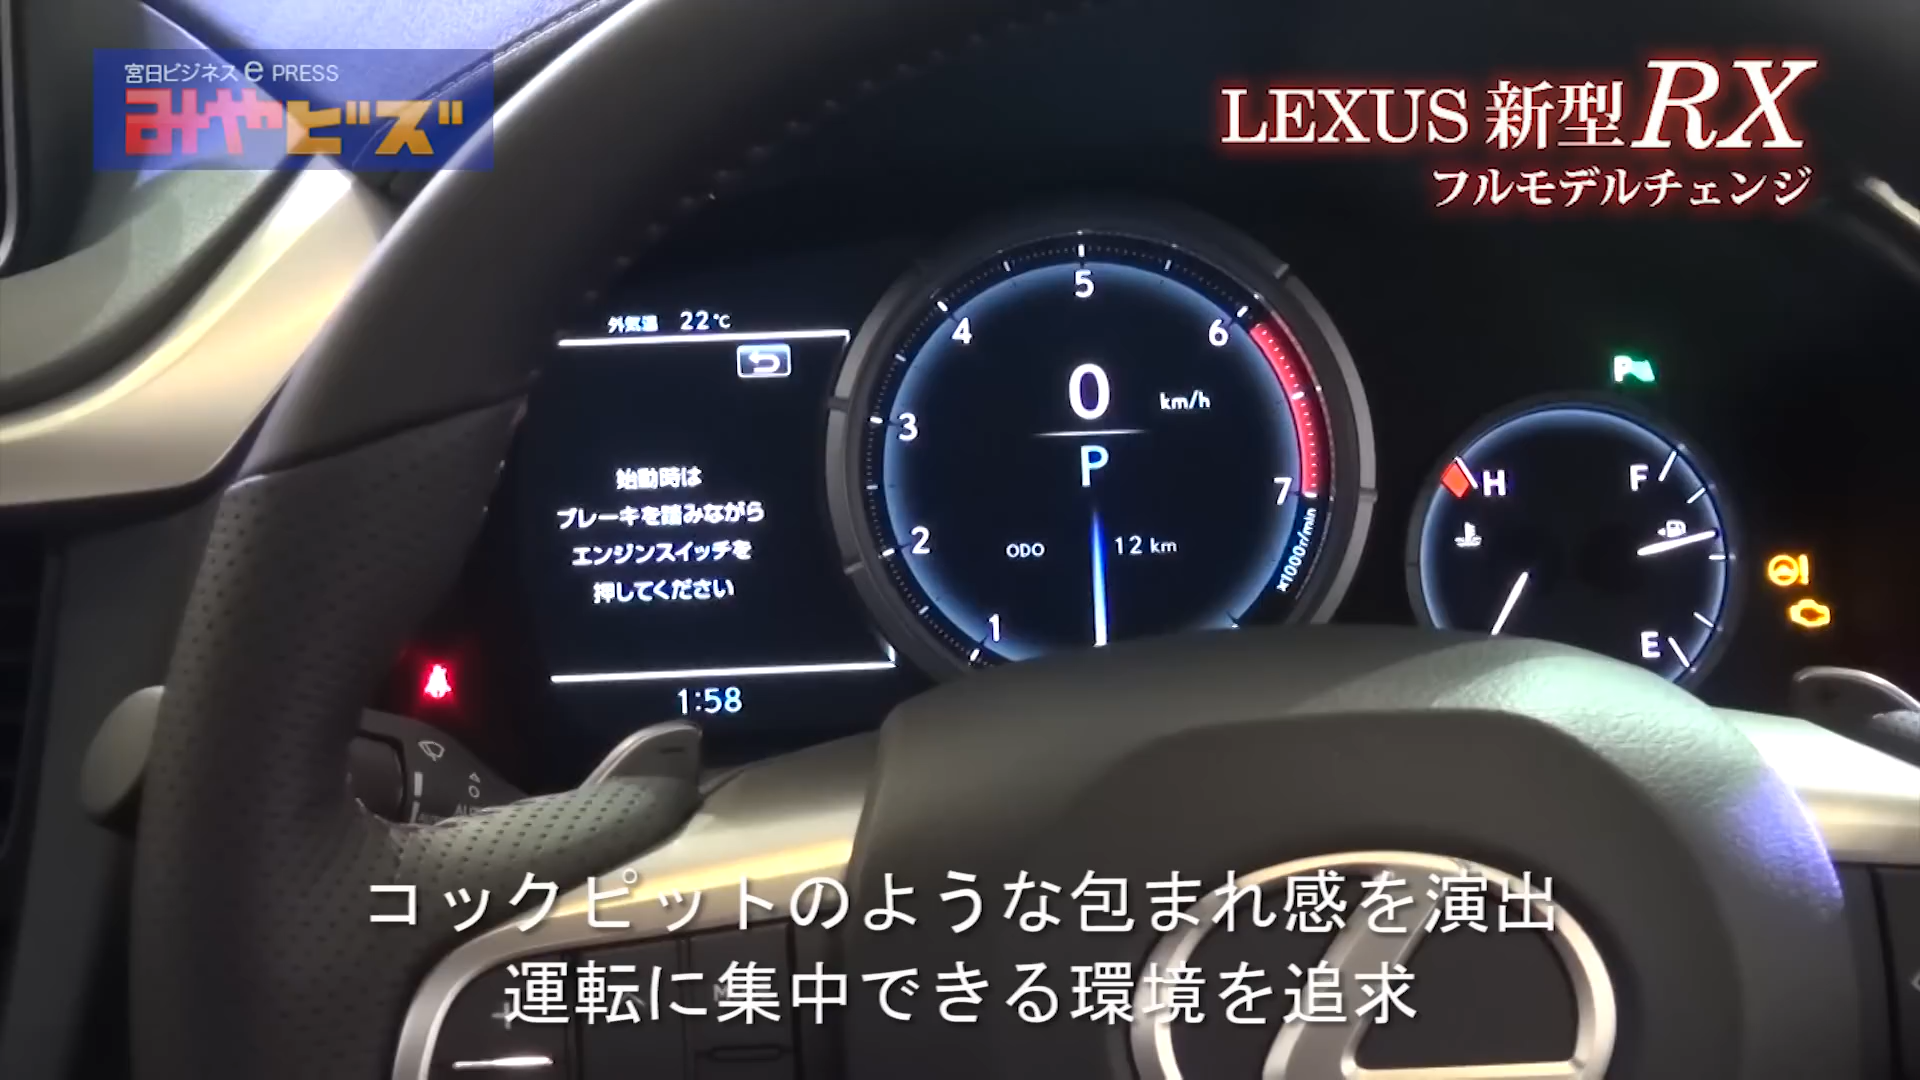 宮日ビジネス e PRESS
みやビズ
LEXUS 新型 RX
フルモデルチェンジ
外気温 22℃
始動時は
ブレーキを踏みながら
エンジンスイッチを
押してください
1:58
1
2
3
4
5
6
7
x1000r/min
0 km/h
P
ODO 12 km
P
H
F
E
コックピットのような包まれ感を演出
運転に集中できる環境を追求